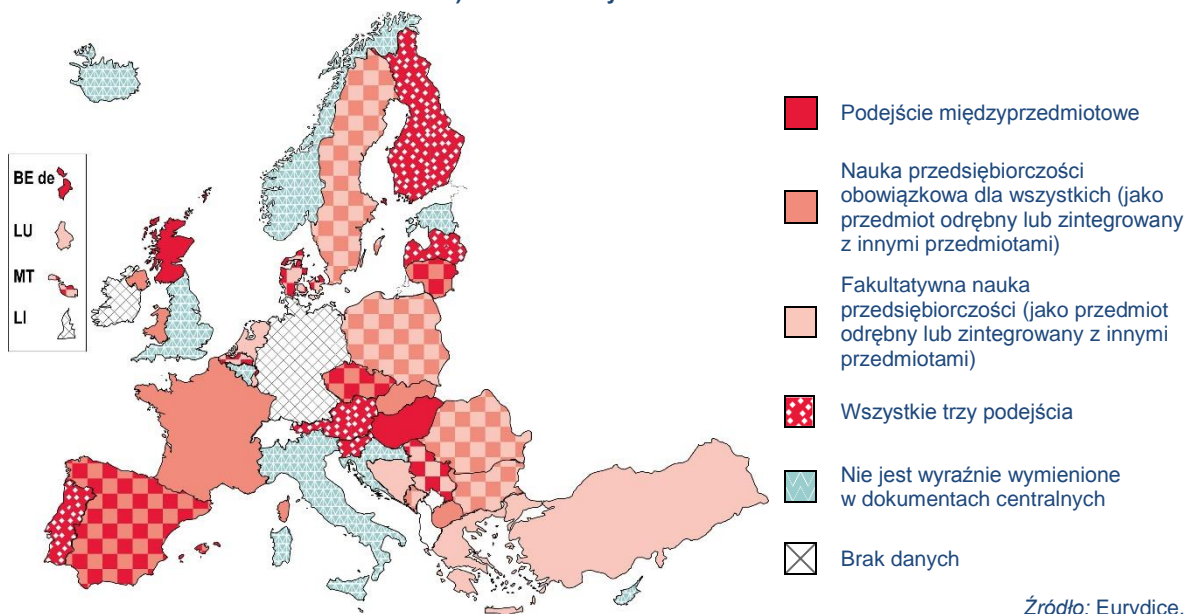 BE de
LU
MT
LI
Podejście międzyprzedmiotowe
Nauka przedsiębiorczości
obowiązkowa dla wszystkich (jako
przedmiot odrębny lub zintegrowany
z innymi przedmiotami)
Fakultatywna nauka
przedsiębiorczości (jako przedmiot
odrębny lub zintegrowany z innymi
przedmiotami)
Wszystkie trzy podejścia
Nie jest wyraźnie wymienione
w dokumentach centralnych
Brak danych
Źródło: Eurydice.